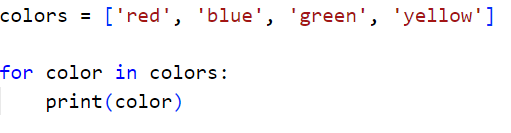 colors = ['red', 'blue', 'green', 'yellow']
for color in colors:
    print(color)